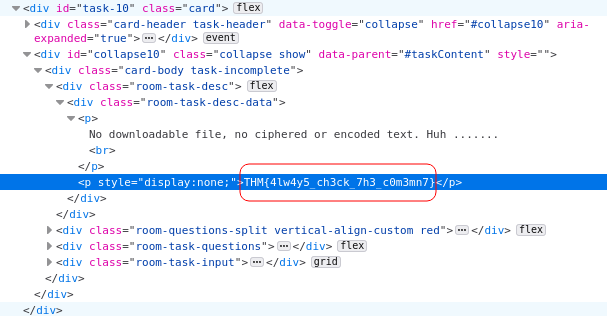 <div id="task-10" class="card"> flex
<div class="card-header task-header" data-toggle="collapse" href="#collapse10" aria-
expanded="true"> ··· </div> event
<div id="collapse10" class="collapse show" data-parent="#taskContent" style="">
<div class="card-body task-incomplete">
<div class="room-task-desc"> flex
<div class="room-task-desc-data">
<p>
No downloadable file, no ciphered or encoded text. Huh .......
<br>
</p>
<p style="display:none;">THM{4lw4y5_ch3ck_7h3_c0m3mn7}</p>
</div>
</div>
<div class="room-questions-split vertical-align-custom red"> ··· </div> flex
<div class="room-task-questions"> ··· </div> flex
<div class="room-task-input"> ··· </div> grid
</div>
</div>
</div>